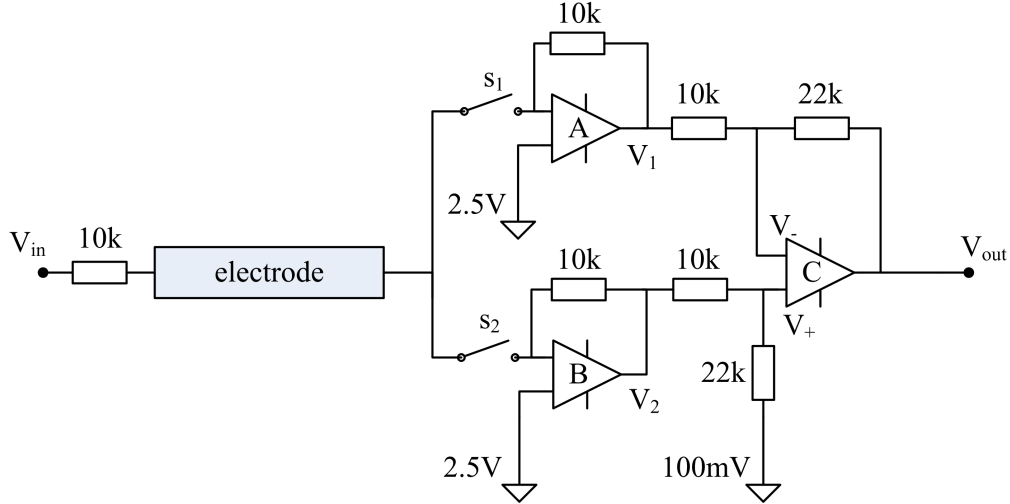 10k
s₁
A
10k
22k
V₁
2.5V
V₋
Vᵢₙ
10k
electrode
10k
10k
C
Vₒᵤₜ
s₂
V₊
B
22k
V₂
2.5V
100mV